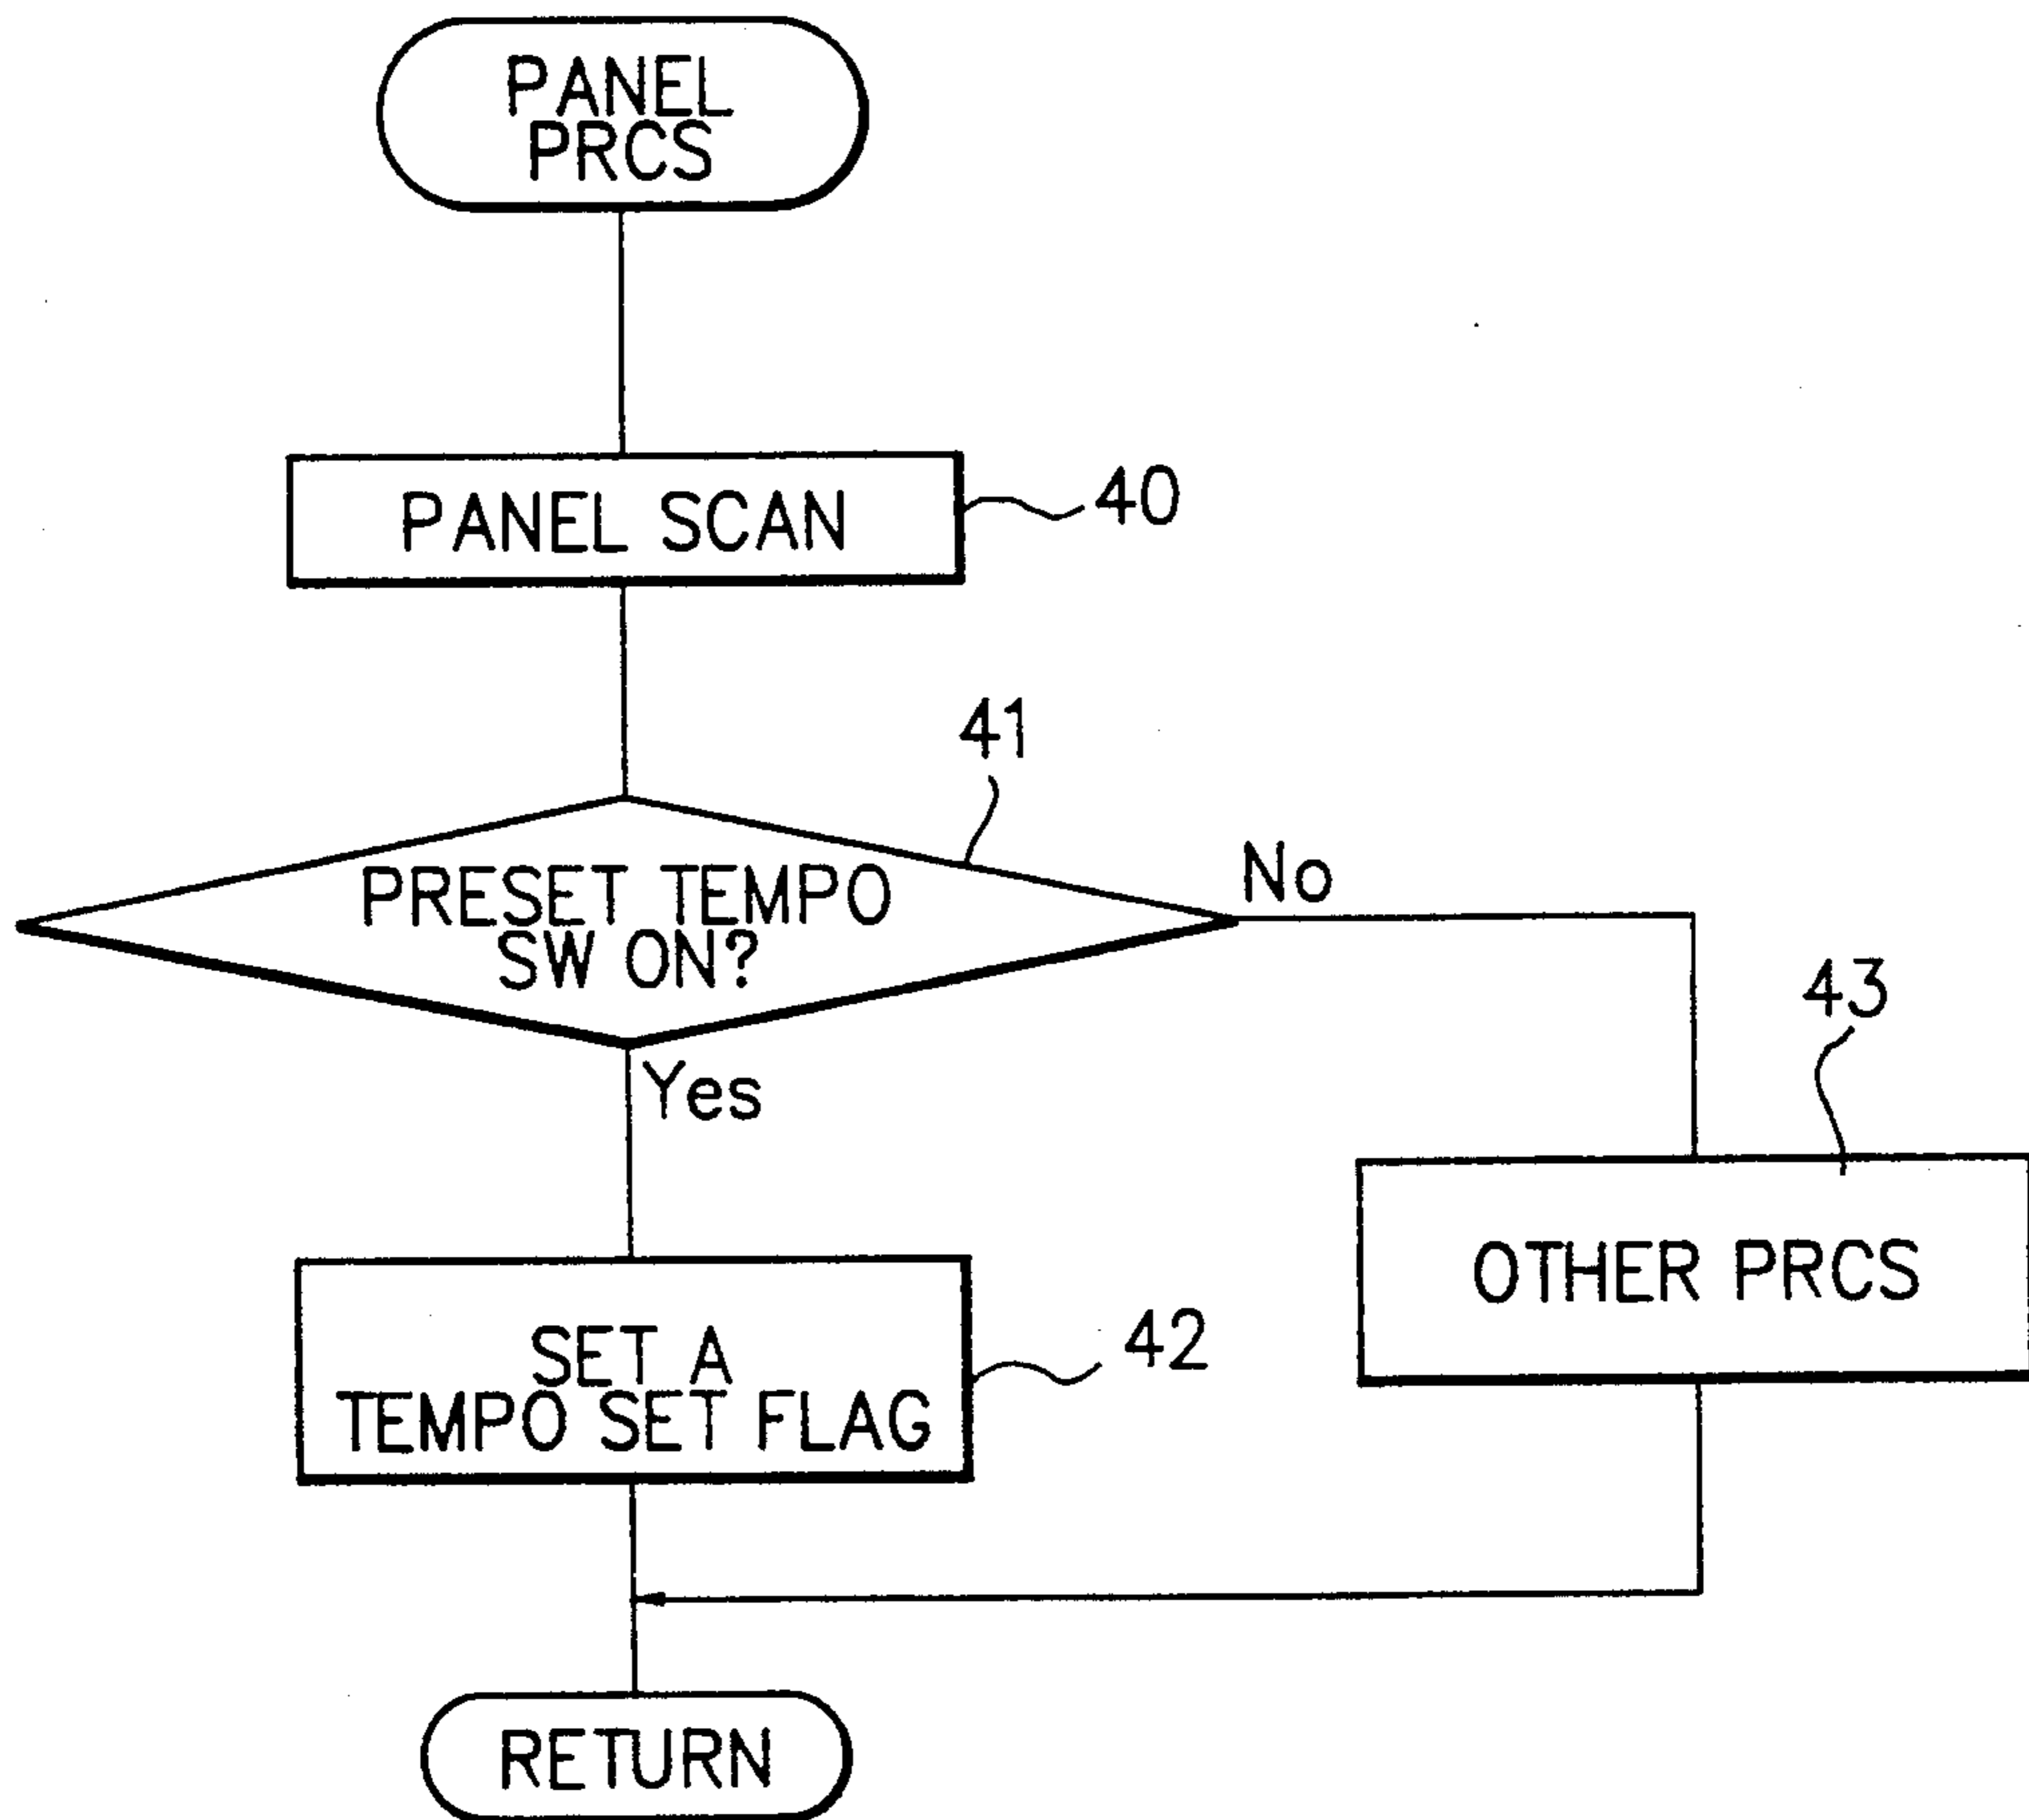 PANEL
PRCS
PANEL SCAN
40
41
PRESET TEMPO
SW ON?
No
Yes
43
OTHER PRCS
SET A
TEMPO SET FLAG
42
RETURN